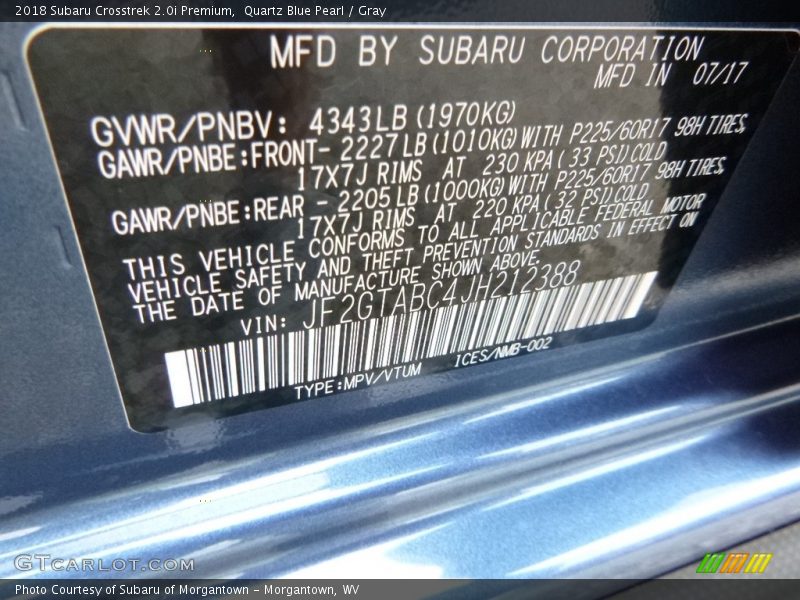 2018 Subaru Crosstrek 2.0i Premium,  Quartz Blue Pearl / Gray
MFD BY SUBARU CORPORATION
MFD IN 07/17
GVWR/PNBV: 4343LB (1970KG)
GAWR/PNBE:FRONT- 2227LB (1010KG) WITH P225/60R17 98H TIRES,
17X7J RIMS AT 230 KPA ( 33 PSI) COLD
GAWR/PNBE:REAR - 2205 LB (1000KG) WITH P225/60R17 98H TIRES,
17X7J RIMS AT 220 KPA ( 32 PSI) COLD
THIS VEHICLE CONFORMS TO ALL APPLICABLE FEDERAL MOTOR
VEHICLE SAFETY AND THEFT PREVENTION STANDARDS IN EFFECT ON
THE DATE OF MANUFACTURE SHOWN ABOVE.
VIN: JF2GTABC4JH212388
TYPE:MPV/VTUM ICES/NMB-002
GTCARLOT.COM
Photo Courtesy of Subaru of Morgantown - Morgantown, WV